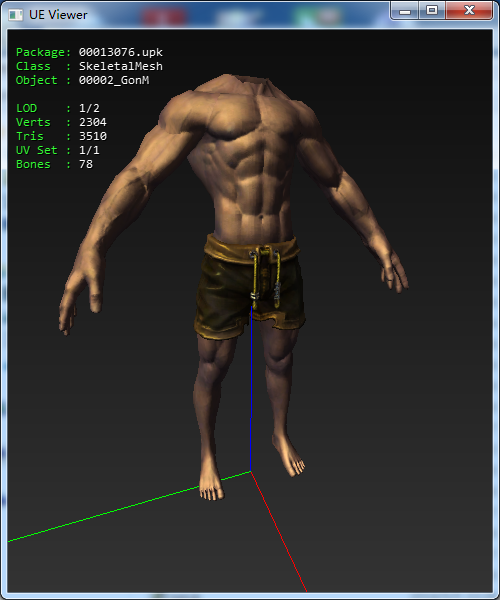 UE Viewer
Package: 00013076.upk
Class : SkeletalMesh
Object : 00002_GonM
LOD : 1/2
Verts : 2304
Tris : 3510
UV Set : 1/1
Bones : 78